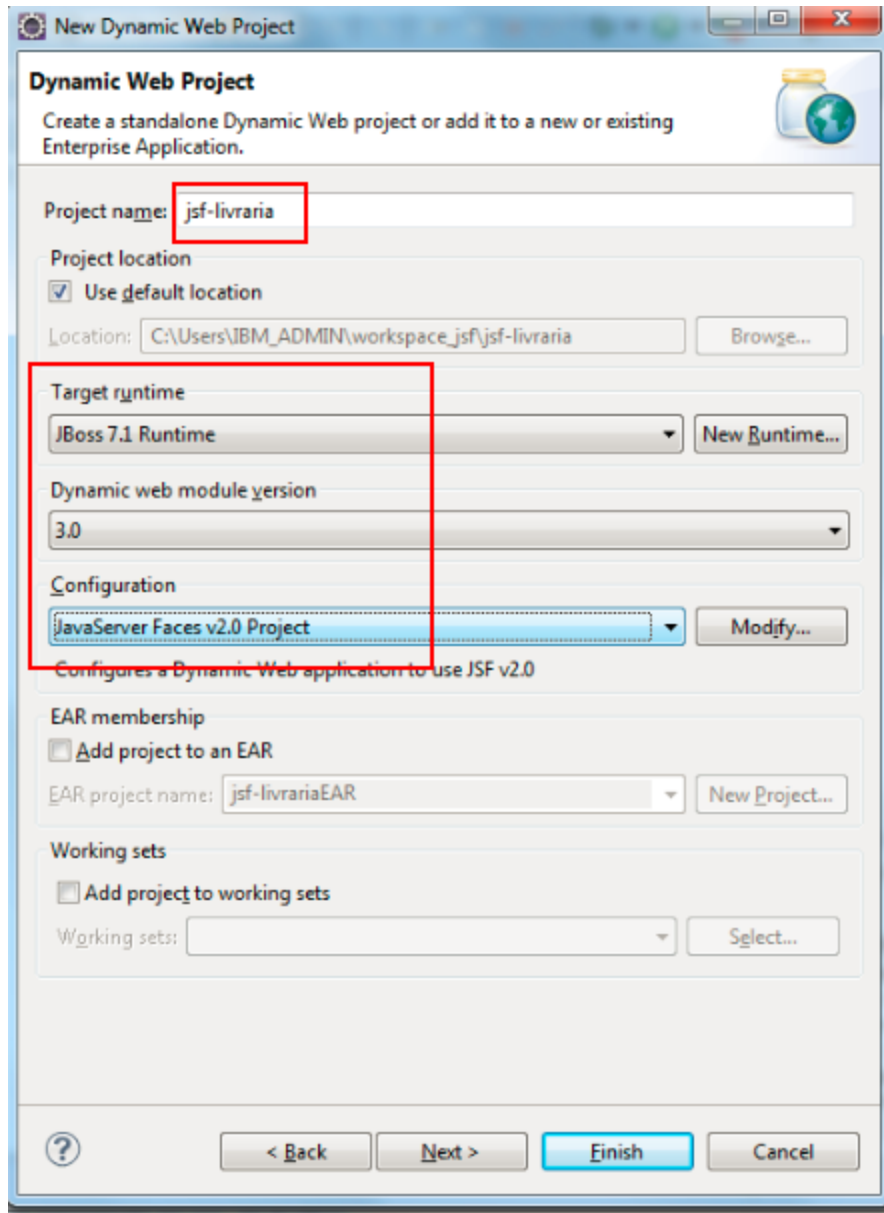 New Dynamic Web Project
Dynamic Web Project
Create a standalone Dynamic Web project or add it to a new or existing
Enterprise Application.
Project name: jsf-livraria
Project location
Use default location
Location: C:\Users\IBM_ADMIN\workspace_jsf\jsf-livraria Browse...
Target runtime
JBoss 7.1 Runtime New Runtime...
Dynamic web module version
3.0
Configuration
JavaServer Faces v2.0 Project Modify...
Configures a Dynamic Web application to use JSF v2.0
EAR membership
Add project to an EAR
EAR project name: jsf-livrariaEAR New Project...
Working sets
Add project to working sets
Working sets: Select...
? < Back Next > Finish Cancel